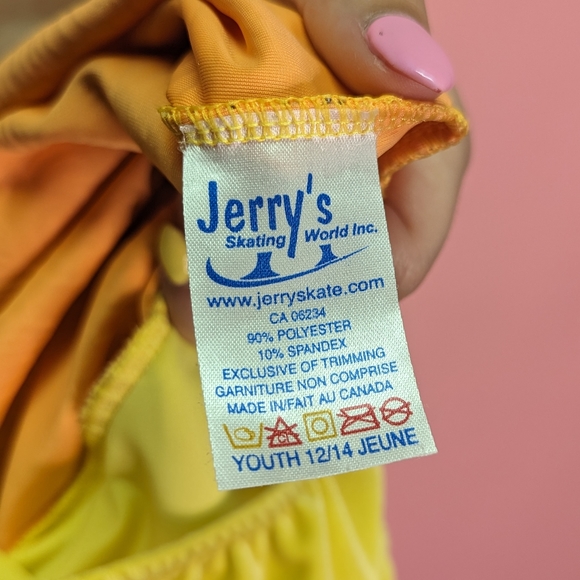 Jerry's
Skating World Inc.
www.jerryskate.com
CA 06234
90% POLYESTER
10% SPANDEX
EXCLUSIVE OF TRIMMING
GARNITURE NON COMPRISE
MADE IN/FAIT AU CANADA
YOUTH 12/14 JEUNE